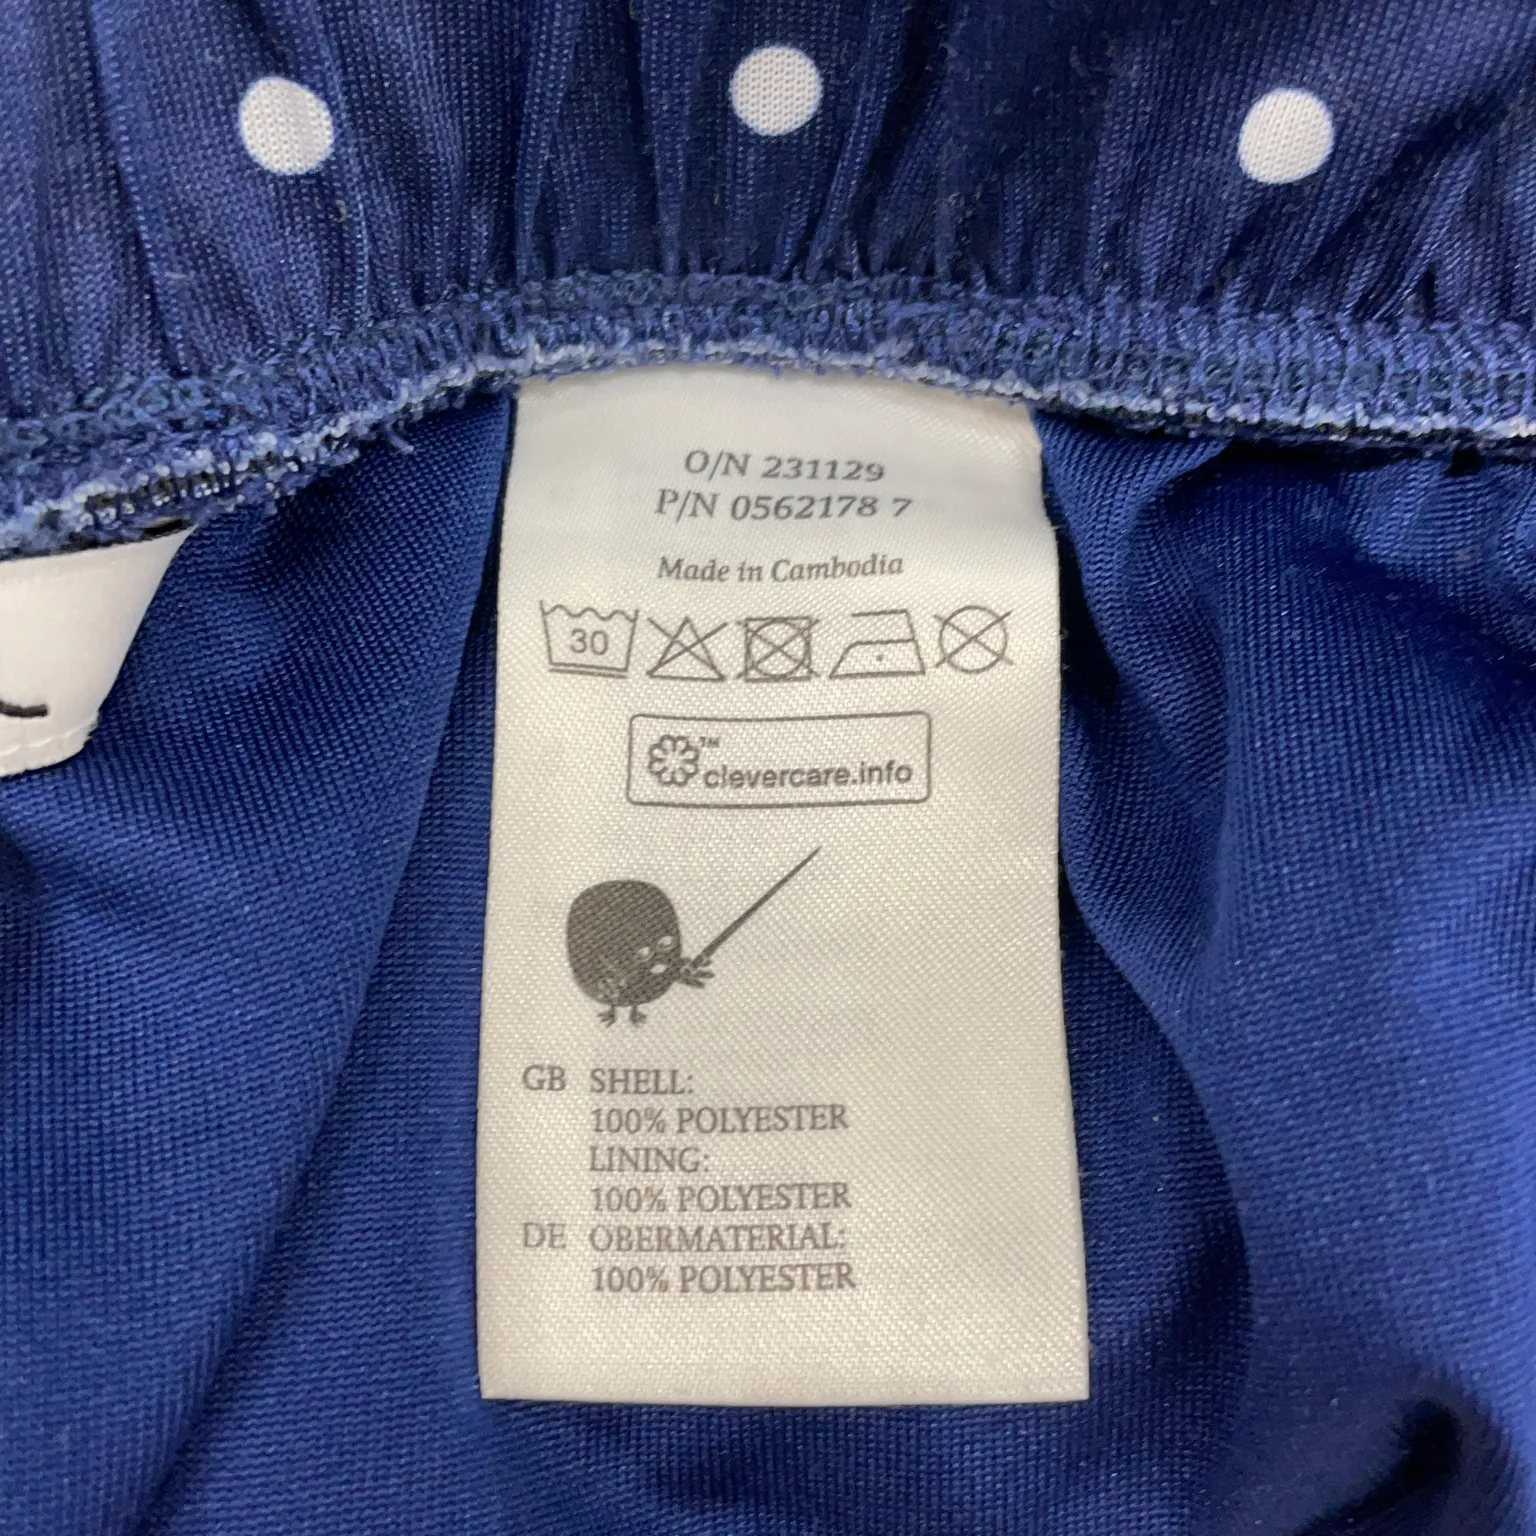 O/N 231129
P/N 0562178 7
Made in Cambodia
30
™
clevercare.info
GB SHELL:
100% POLYESTER
LINING:
100% POLYESTER
DE OBERMATERIAL:
100% POLYESTER